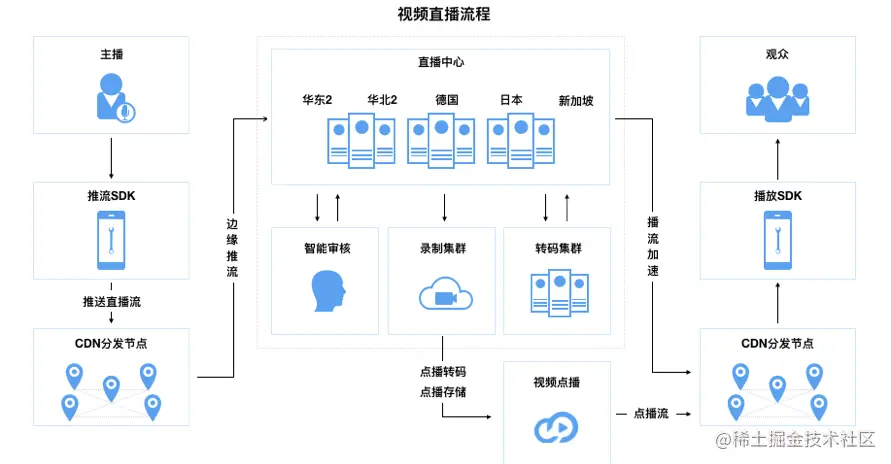 视频直播流程
主播
推流SDK
推送直播流
CDN分发节点
边缘推流
直播中心
华东2
华北2
德国
日本
新加坡
智能审核
录制集群
转码集群
点播转码
点播存储
视频点播
点播流
播流加速
观众
播放SDK
CDN分发节点
@稀土掘金技术社区